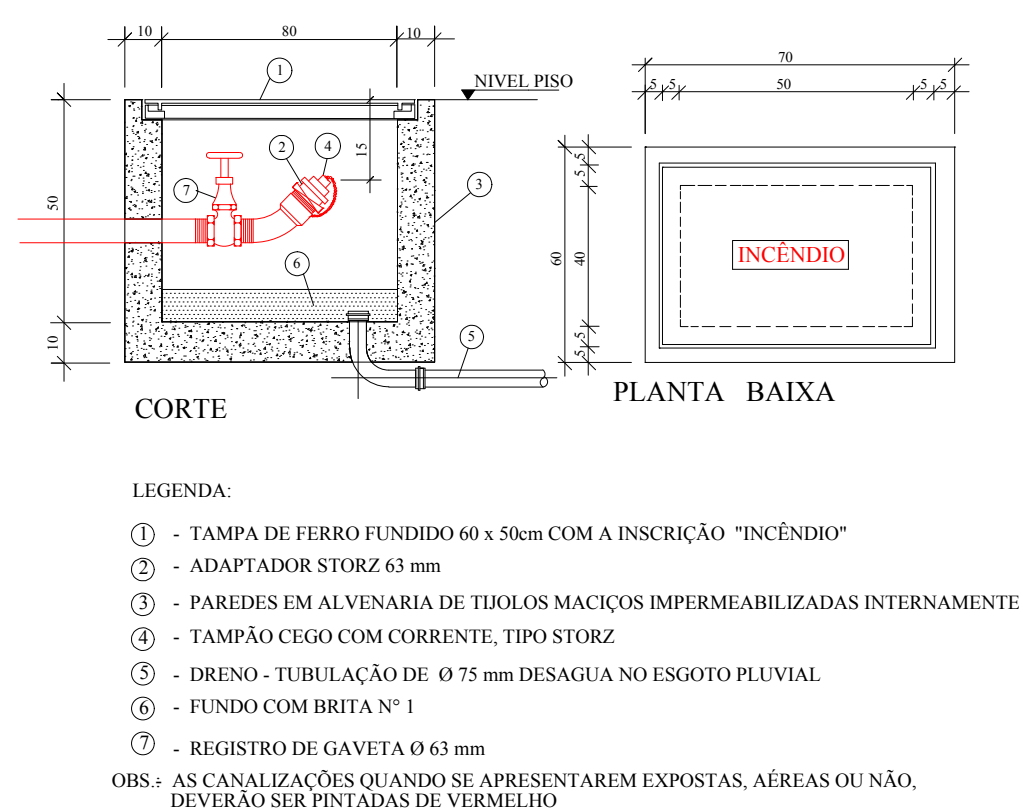 10
80
10
1
NIVEL PISO
2
4
15
7
3
50
6
10
5
CORTE
70
5
5
50
5
5
5
5
60
40
INCÊNDIO
5
5
PLANTA BAIXA
LEGENDA:
1 - TAMPA DE FERRO FUNDIDO 60 x 50cm COM A INSCRIÇÃO "INCÊNDIO"
2 - ADAPTADOR STORZ 63 mm
3 - PAREDES EM ALVENARIA DE TIJOLOS MACIÇOS IMPERMEABILIZADAS INTERNAMENTE
4 - TAMPÃO CEGO COM CORRENTE, TIPO STORZ
5 - DRENO - TUBULAÇÃO DE Ø 75 mm DESAGUA NO ESGOTO PLUVIAL
6 - FUNDO COM BRITA N° 1
7 - REGISTRO DE GAVETA Ø 63 mm
OBS.: AS CANALIZAÇÕES QUANDO SE APRESENTAREM EXPOSTAS, AÉREAS OU NÃO,
DEVERÃO SER PINTADAS DE VERMELHO